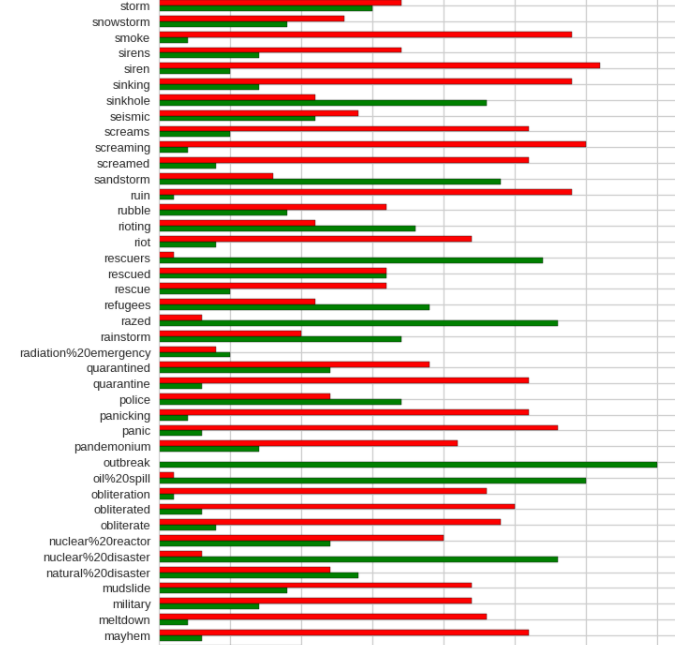 storm
snowstorm
smoke
sirens
siren
sinking
sinkhole
seismic
screams
screaming
screamed
sandstorm
ruin
rubble
rioting
riot
rescuers
rescued
rescue
refugees
razed
rainstorm
radiation%20emergency
quarantined
quarantine
police
panicking
panic
pandemonium
outbreak
oil%20spill
obliteration
obliterated
obliterate
nuclear%20reactor
nuclear%20disaster
natural%20disaster
mudslide
military
meltdown
mayhem